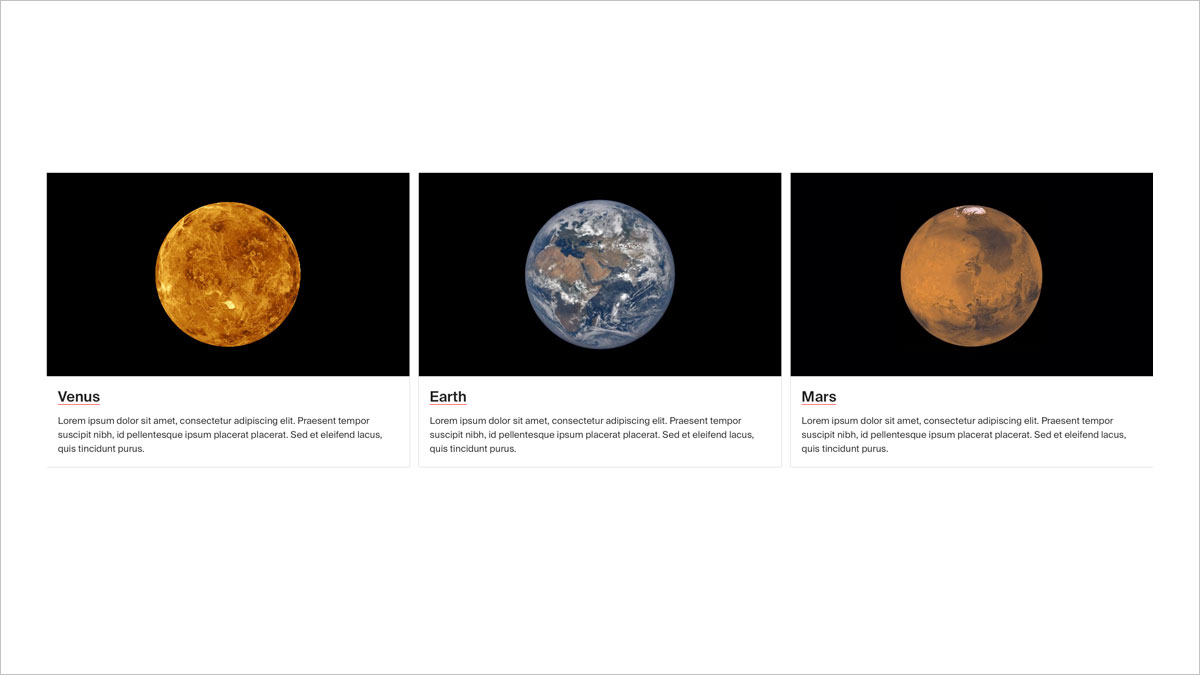 Venus
Lorem ipsum dolor sit amet, consectetur adipiscing elit. Praesent tempor
suscipit nibh, id pellentesque ipsum placerat placerat. Sed et eleifend lacus,
quis tincidunt purus.
Earth
Lorem ipsum dolor sit amet, consectetur adipiscing elit. Praesent tempor
suscipit nibh, id pellentesque ipsum placerat placerat. Sed et eleifend lacus,
quis tincidunt purus.
Mars
Lorem ipsum dolor sit amet, consectetur adipiscing elit. Praesent tempor
suscipit nibh, id pellentesque ipsum placerat placerat. Sed et eleifend lacus,
quis tincidunt purus.